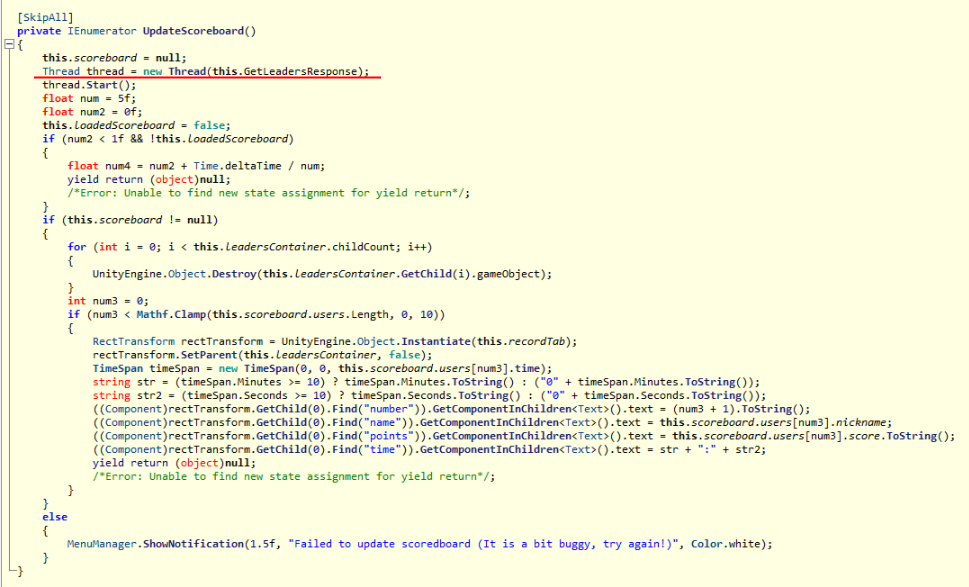 [SkipAll]
private IEnumerator UpdateScoreboard()
{
    this.scoreboard = null;
    Thread thread = new Thread(this.GetLeadersResponse);
    thread.Start();
    float num = 5f;
    float num2 = 0f;
    this.loadedScoreboard = false;
    if (num2 < 1f && !this.loadedScoreboard)
    {
        float num4 = num2 + Time.deltaTime / num;
        yield return (object)null;
        /*Error: Unable to find new state assignment for yield return*/;
    }
    if (this.scoreboard != null)
    {
        for (int i = 0; i < this.leadersContainer.childCount; i++)
        {
            UnityEngine.Object.Destroy(this.leadersContainer.GetChild(i).gameObject);
        }
        int num3 = 0;
        if (num3 < Mathf.Clamp(this.scoreboard.users.Length, 0, 10))
        {
            RectTransform rectTransform = UnityEngine.Object.Instantiate(this.recordTab);
            rectTransform.SetParent(this.leadersContainer, false);
            TimeSpan timeSpan = new TimeSpan(0, 0, this.scoreboard.users[num3].time);
            string str = (timeSpan.Minutes >= 10) ? timeSpan.Minutes.ToString() : ("0" + timeSpan.Minutes.ToString());
            string str2 = (timeSpan.Seconds >= 10) ? timeSpan.Seconds.ToString() : ("0" + timeSpan.Seconds.ToString());
            ((Component)rectTransform.GetChild(0).Find("number")).GetComponentInChildren<Text>().text = (num3 + 1).ToString();
            ((Component)rectTransform.GetChild(0).Find("name")).GetComponentInChildren<Text>().text = this.scoreboard.users[num3].nickname;
            ((Component)rectTransform.GetChild(0).Find("points")).GetComponentInChildren<Text>().text = this.scoreboard.users[num3].score.ToString();
            ((Component)rectTransform.GetChild(0).Find("time")).GetComponentInChildren<Text>().text = str + ":" + str2;
            yield return (object)null;
            /*Error: Unable to find new state assignment for yield return*/;
        }
    }
    else
    {
        MenuManager.ShowNotification(1.5f, "Failed to update scoredboard (It is a bit buggy, try again!)", Color.white);
    }
}